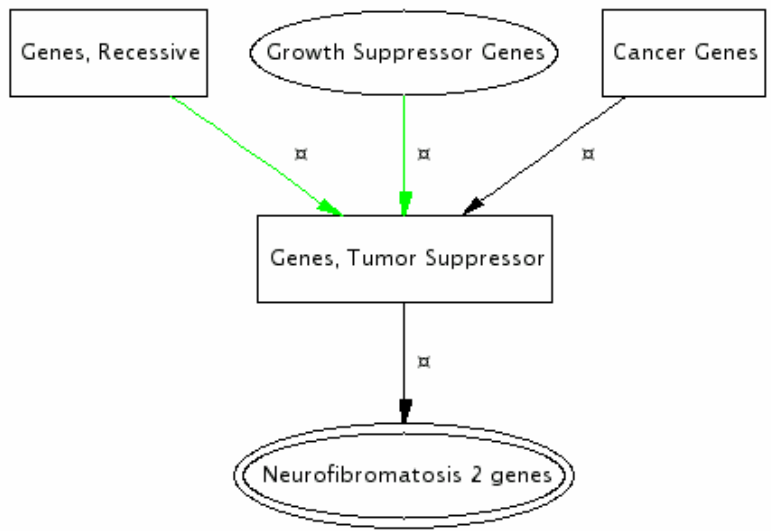 Genes, Recessive
Growth Suppressor Genes
Cancer Genes
¤
¤
¤
Genes, Tumor Suppressor
¤
Neurofibromatosis 2 genes